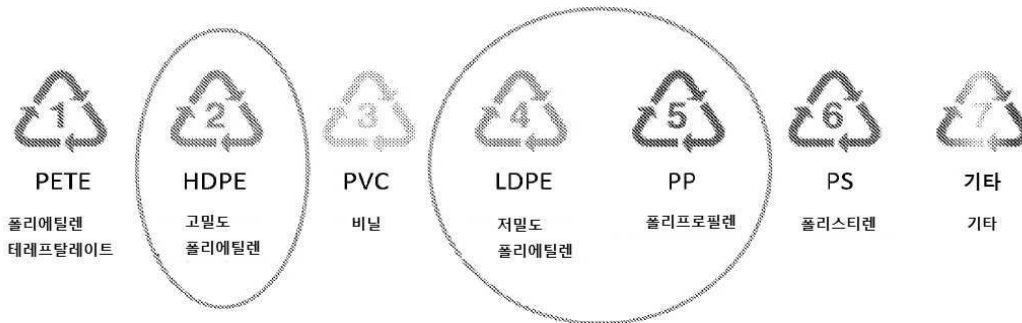 1 2 3 4 5 6 7
PETE HDPE PVC LDPE PP PS 기타
폴리에틸렌 고밀도 비닐 저밀도 폴리프로필렌 폴리스티렌 기타
테레프탈레이트 폴리에틸렌 폴리에틸렌